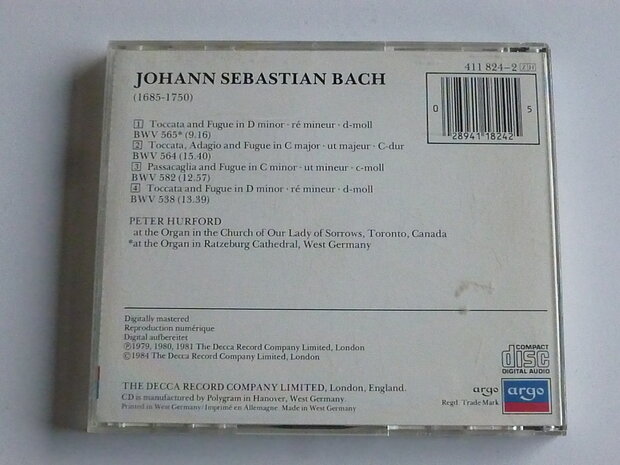 411 824-2 ZH
JOHANN SEBASTIAN BACH
(1685-1750)
0 28941 18242 5
1 Toccata and Fugue in D minor · ré mineur · d-moll
BWV 565* (9.16)
2 Toccata, Adagio and Fugue in C major · ut majeur · C-dur
BWV 564 (15.40)
3 Passacaglia and Fugue in C minor · ut mineur · c-moll
BWV 582 (12.57)
4 Toccata and Fugue in D minor · ré mineur · d-moll
BWV 538 (13.39)
PETER HURFORD
at the Organ in the Church of Our Lady of Sorrows, Toronto, Canada
*at the Organ in Ratzeburg Cathedral, West Germany
Digitally mastered
Reproduction numérique
Digital aufbereitet
Ⓟ1979, 1980, 1981 The Decca Record Company Limited, London
©1984 The Decca Record Company Limited, London
COMPACT
disc
DIGITAL AUDIO
THE DECCA RECORD COMPANY LIMITED, London, England.
CD is manufactured by Polygram in Hanover, West Germany.
Printed in West Germany/Imprimé en Allemagne. Made in West Germany
argo
Regd. Trade Mark
argo